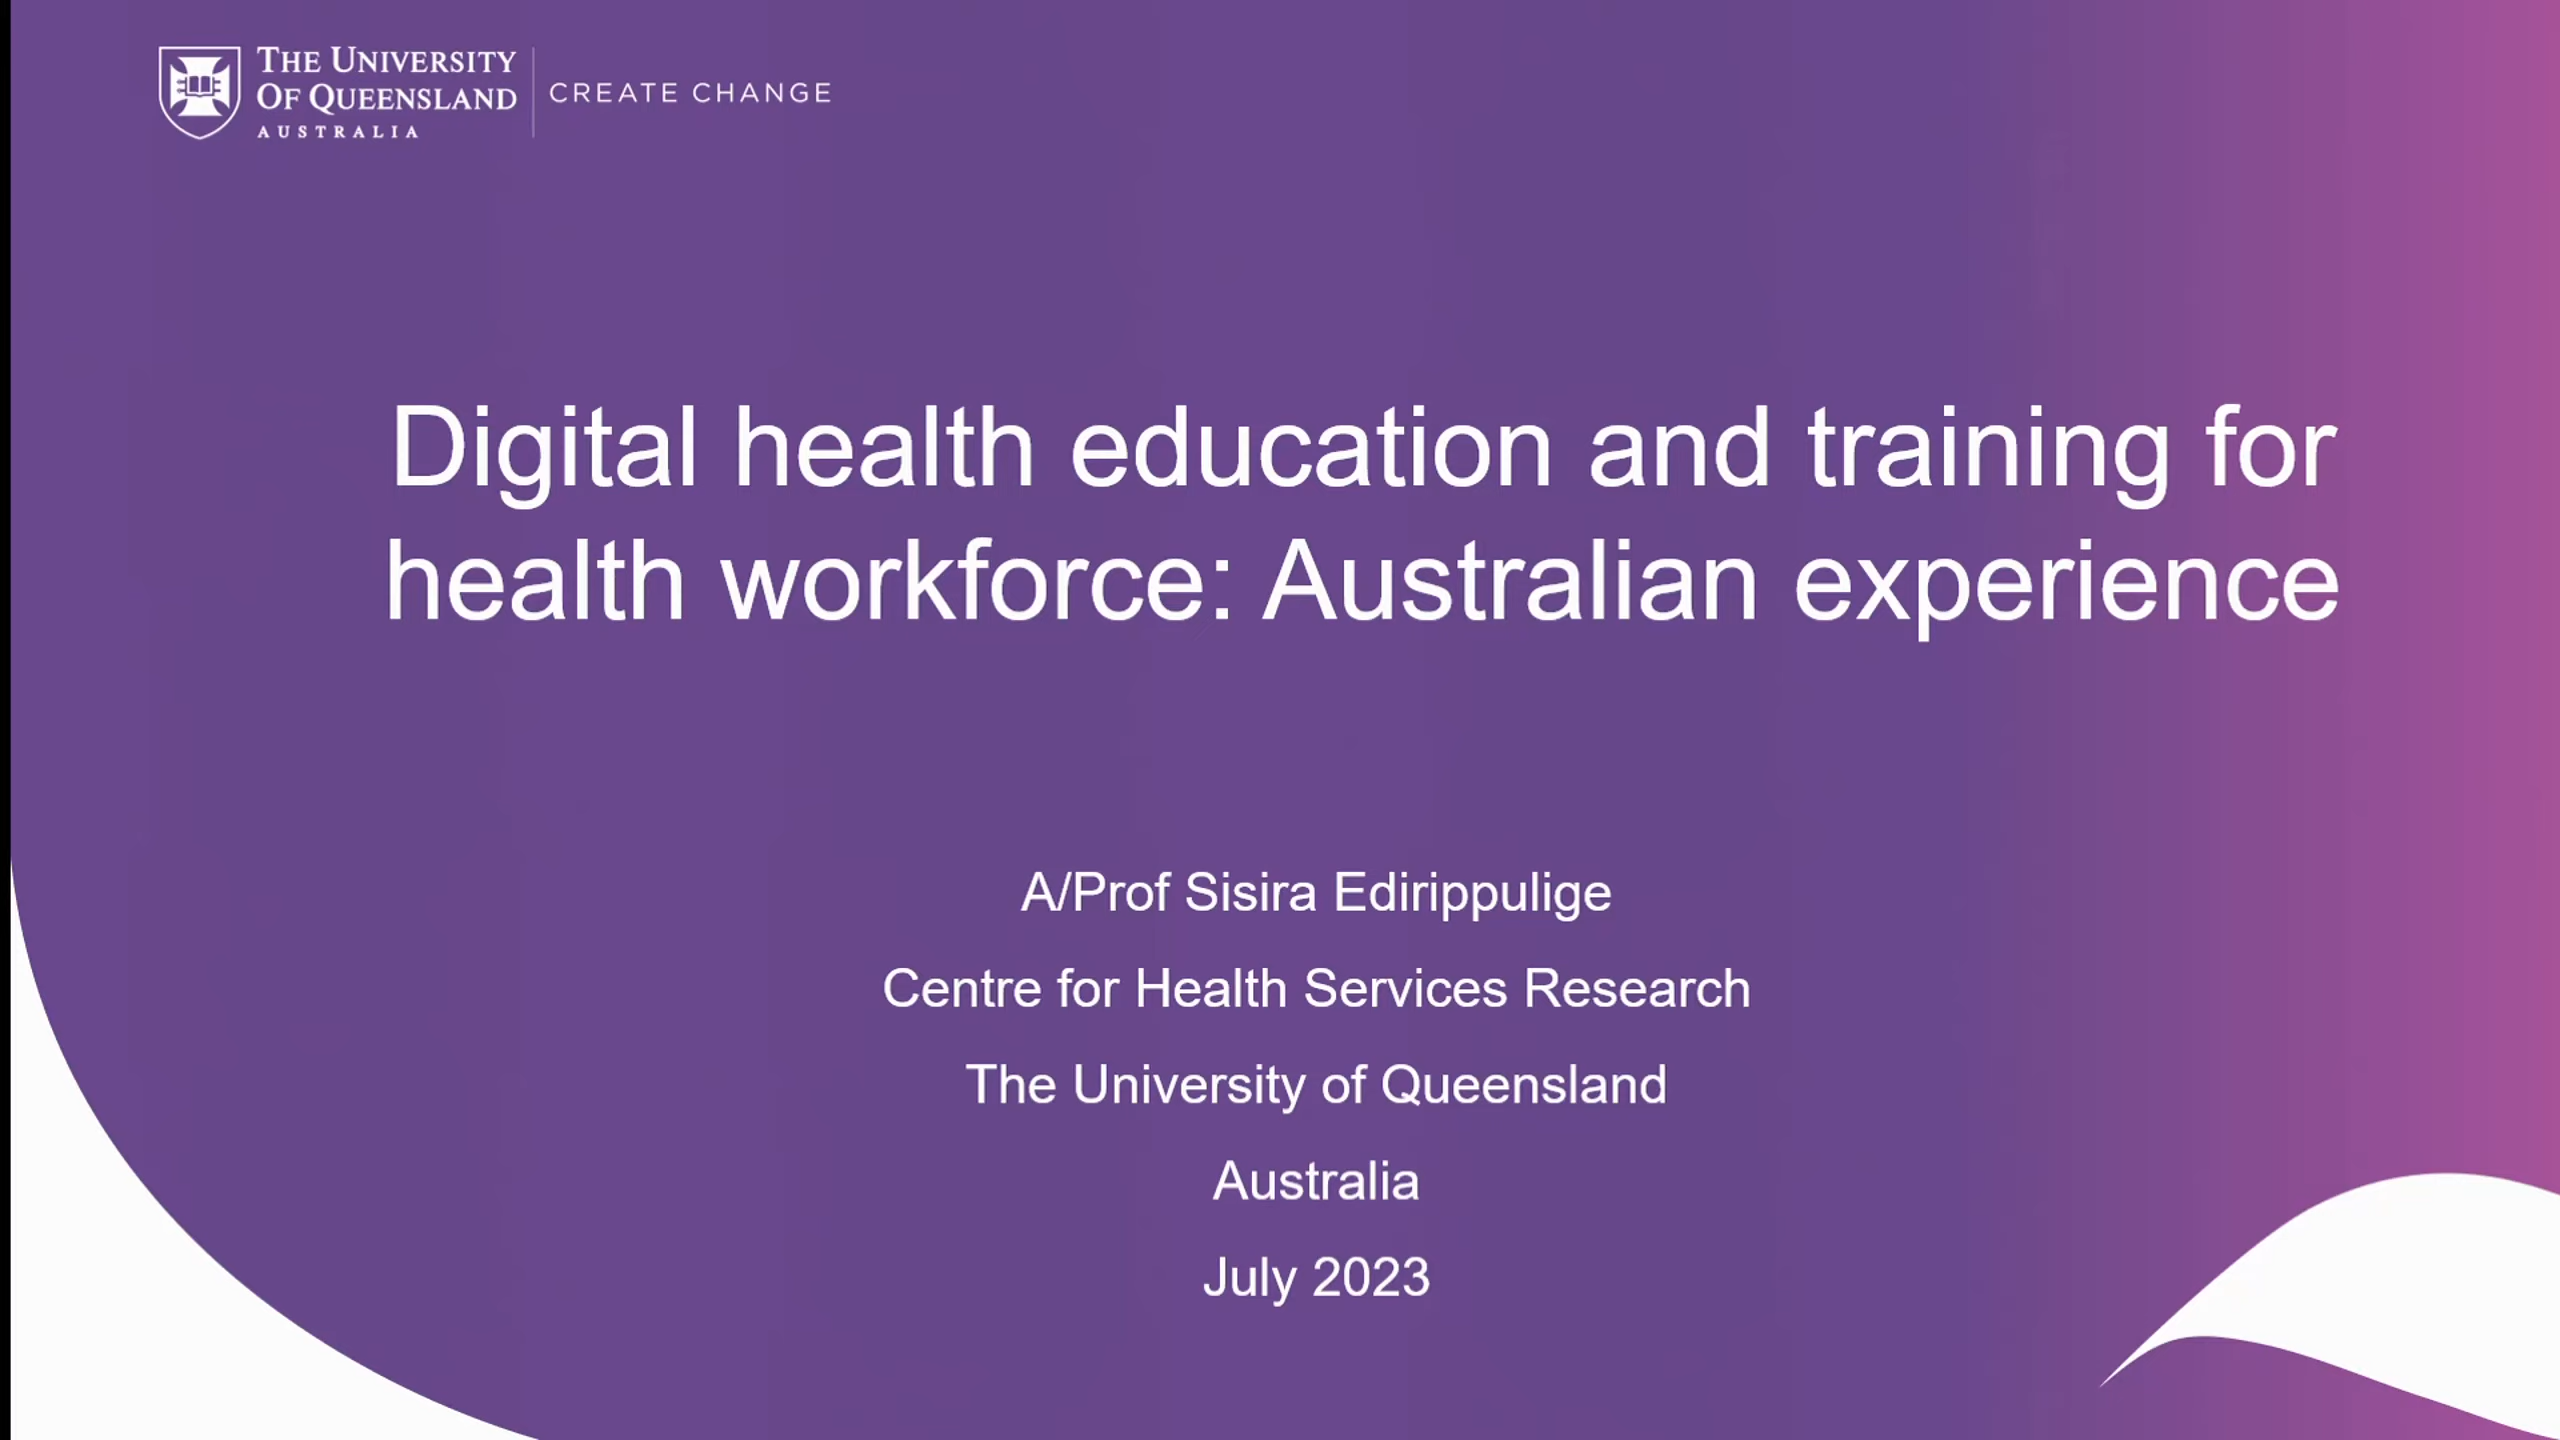 THE UNIVERSITY
OF QUEENSLAND
AUSTRALIA
CREATE CHANGE
Digital health education and training for
health workforce: Australian experience
A/Prof Sisira Edirippulige
Centre for Health Services Research
The University of Queensland
Australia
July 2023